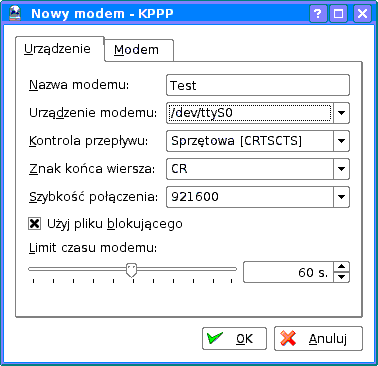 Nowy modem - KPPP
Urządzenie Modem
Nazwa modemu: Test
Urządzenie modemu: /dev/ttyS0
Kontrola przepływu: Sprzętowa [CRTSCTS]
Znak końca wiersza: CR
Szybkość połączenia: 921600
Użyj pliku blokującego
Limit czasu modemu:
60 s.
OK Anuluj